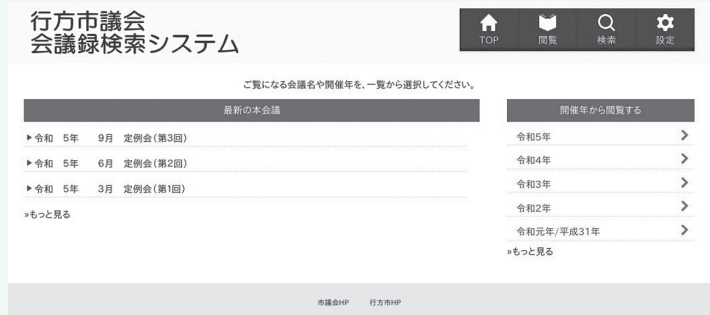 行方市議会
会議録検索システム
TOP
閲覧
検索
設定
ご覧になる会議名や開催年を、一覧から選択してください。
最新の本会議
令和 5年 9月 定例会(第3回)
令和 5年 6月 定例会(第2回)
令和 5年 3月 定例会(第1回)
»もっと見る
開催年から閲覧する
令和5年
令和4年
令和3年
令和2年
令和元年/平成31年
»もっと見る
市議会HP 行方市HP